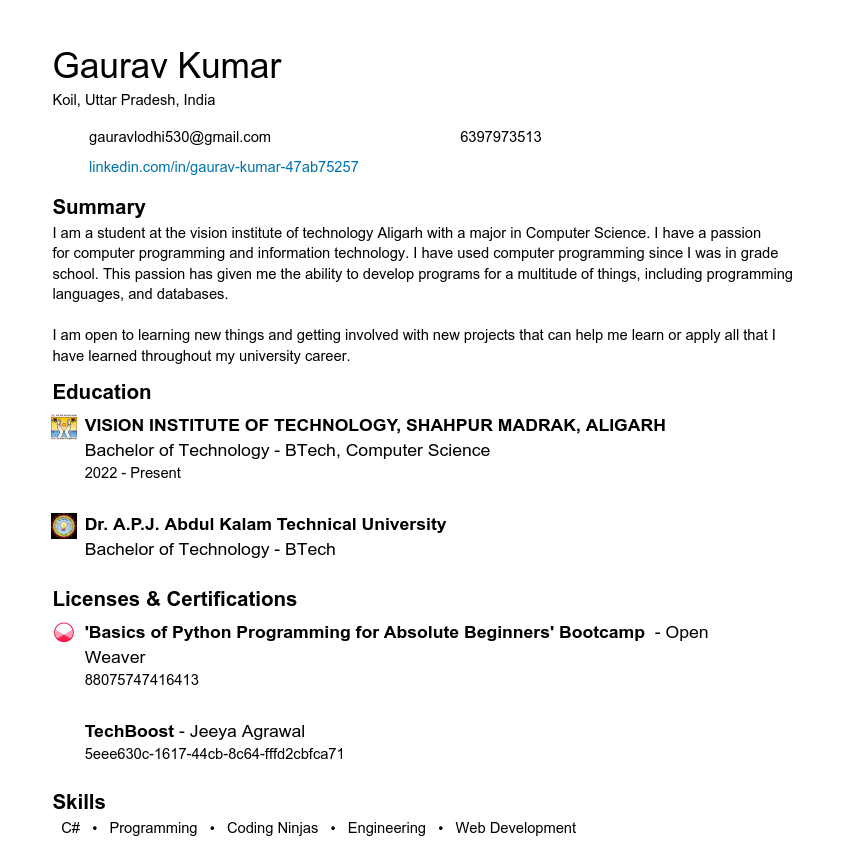 Gaurav Kumar
Koil, Uttar Pradesh, India
gauravlodhi530@gmail.com 6397973513
linkedin.com/in/gaurav-kumar-47ab75257
Summary
I am a student at the vision institute of technology Aligarh with a major in Computer Science. I have a passion
for computer programming and information technology. I have used computer programming since I was in grade
school. This passion has given me the ability to develop programs for a multitude of things, including programming
languages, and databases.
I am open to learning new things and getting involved with new projects that can help me learn or apply all that I
have learned throughout my university career.
Education
VISION INSTITUTE OF TECHNOLOGY, SHAHPUR MADRAK, ALIGARH
Bachelor of Technology - BTech, Computer Science
2022 - Present
Dr. A.P.J. Abdul Kalam Technical University
Bachelor of Technology - BTech
Licenses & Certifications
'Basics of Python Programming for Absolute Beginners' Bootcamp - Open
Weaver
88075747416413
TechBoost - Jeeya Agrawal
5eee630c-1617-44cb-8c64-fffd2cbfca71
Skills
C# • Programming • Coding Ninjas • Engineering • Web Development